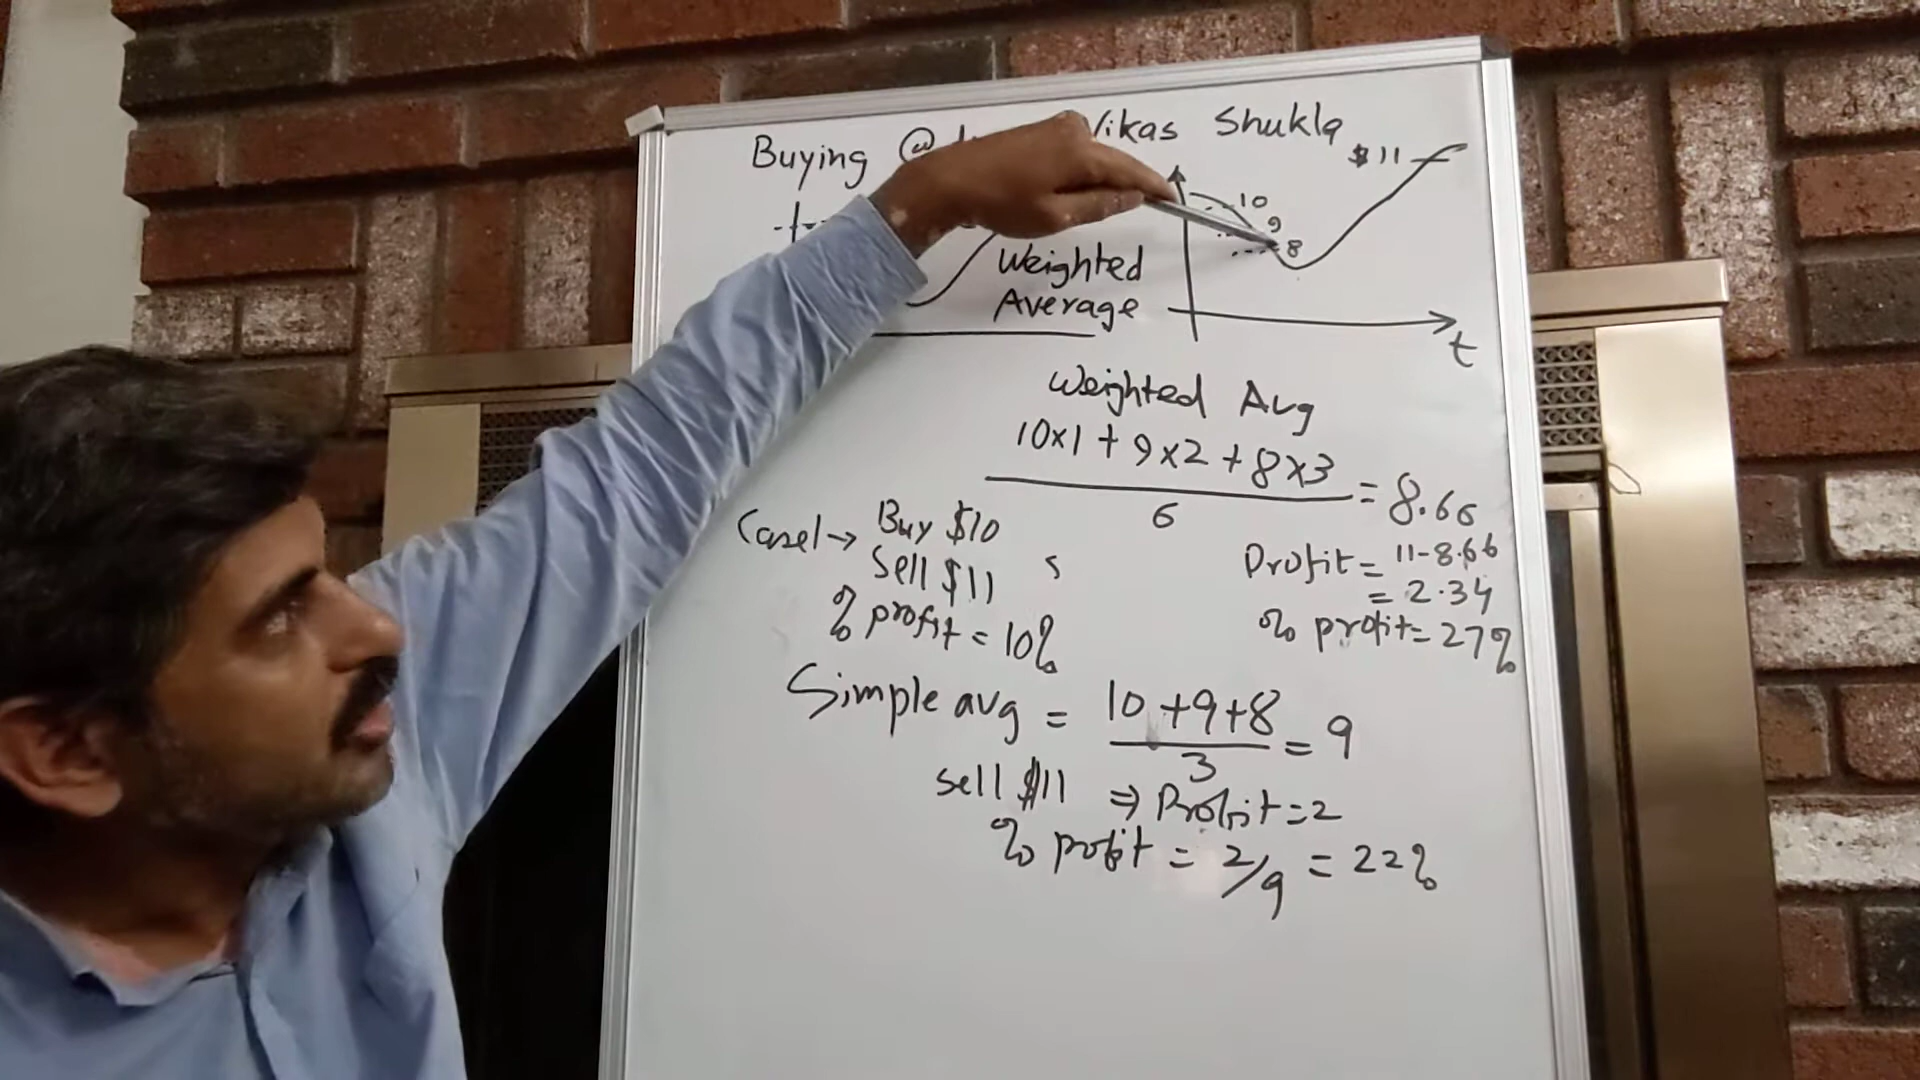 Buying @ Vikas Shukla
$11
10
9
8
Weighted
Average
t
Weighted Avg
10x1 + 9x2 + 8x3
6
= 8.66
Case1 → Buy $10
Sell $11
% profit = 10%
s
Profit = 11-8.66
= 2.34
% profit = 27%
Simple avg = 10+9+8
3
= 9
sell $11 ⇒ Profit = 2
% profit = 2/9 = 22%